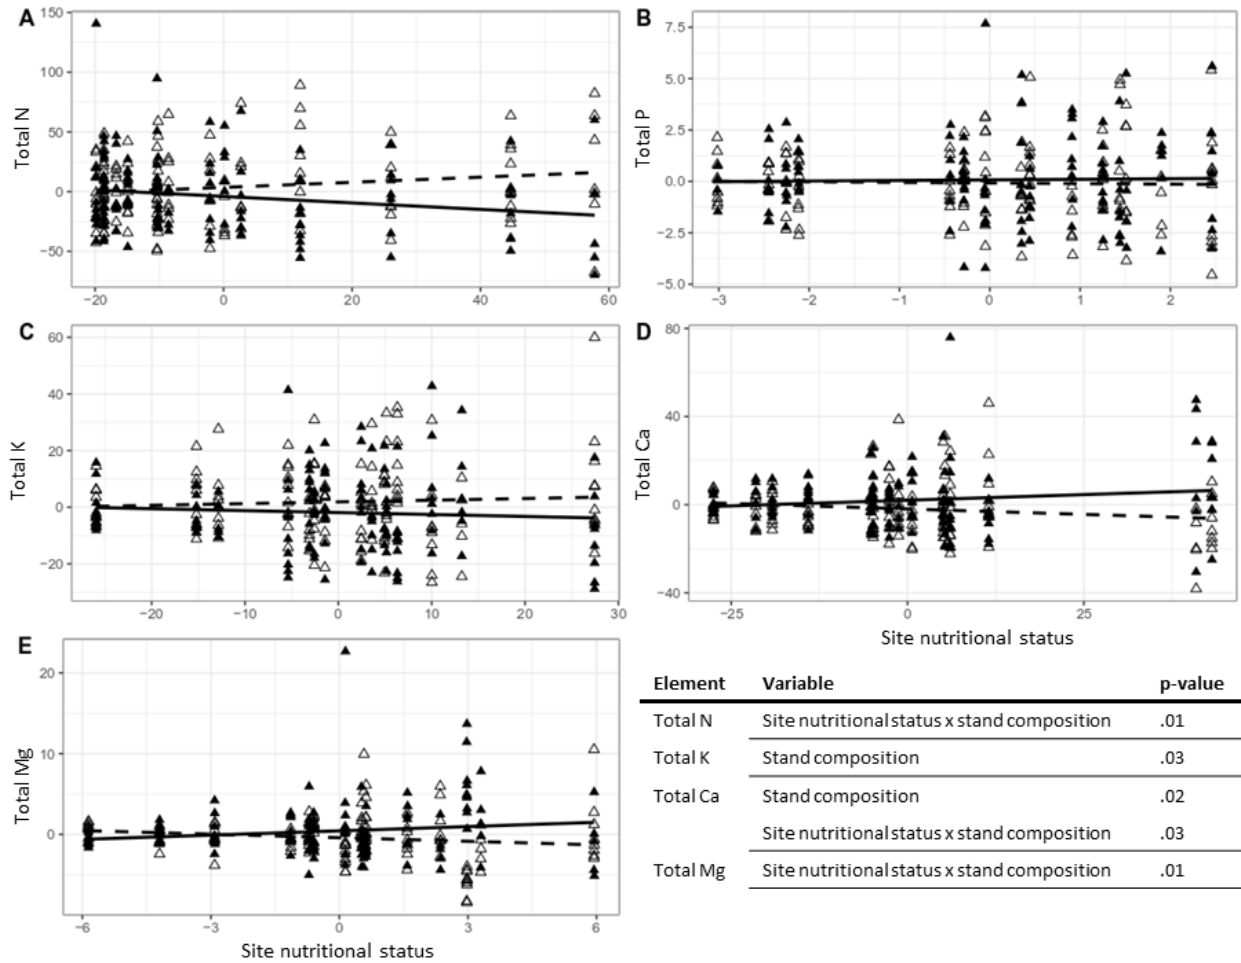 A
Total N
150
100
50
0
−50
−20
0
20
40
60
B
Total P
7.5
5.0
2.5
0.0
−2.5
−5.0
−3
−2
−1
0
1
2
C
Total K
60
40
20
0
−20
−20
−10
0
10
20
30
D
Total Ca
80
40
0
−40
−25
0
25
Site nutritional status
E
Total Mg
20
10
0
−6
−3
0
3
6
Site nutritional status
Element Variable p-value
Total N Site nutritional status x stand composition .01
Total K Stand composition .03
Total Ca Stand composition .02
Site nutritional status x stand composition .03
Total Mg Site nutritional status x stand composition .01